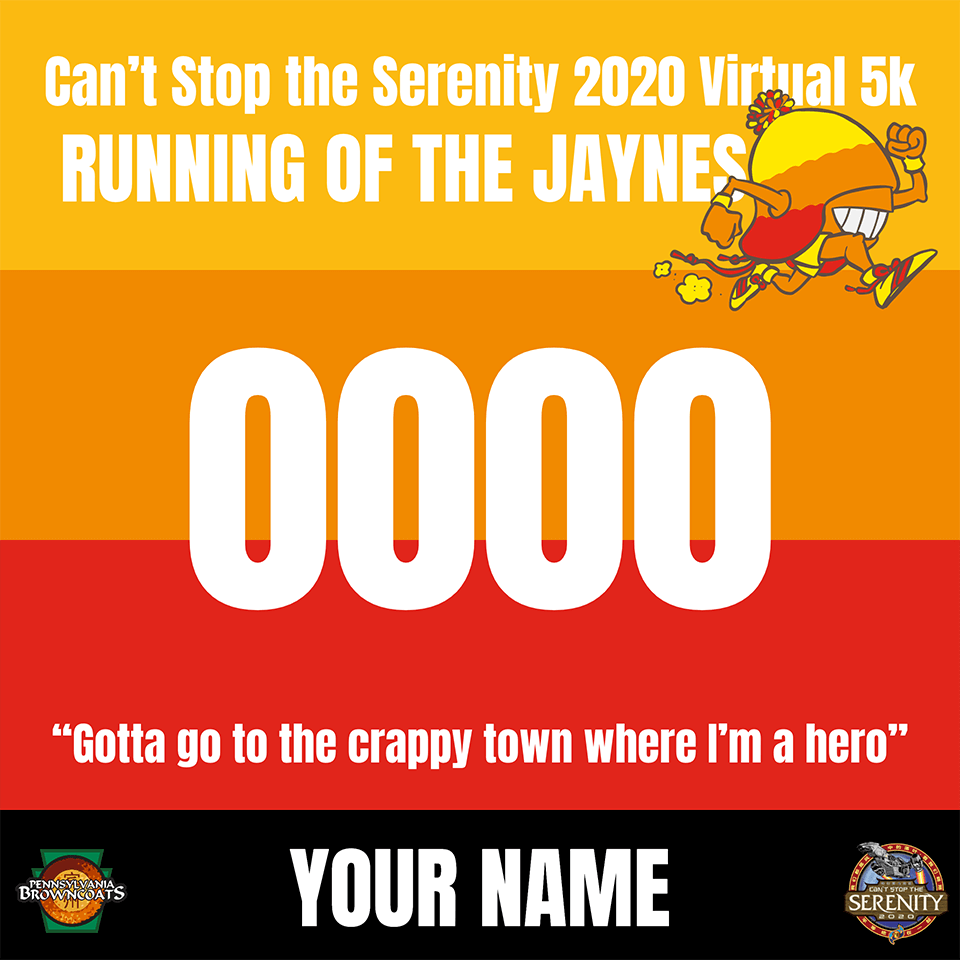 Can’t Stop the Serenity 2020 Virtual 5k
RUNNING OF THE JAYNES
0000
“Gotta go to the crappy town where I’m a hero”
PENNSYLVANIA
BROWNCOATS
YOUR NAME
CAN'T STOP THE
SERENITY
2020